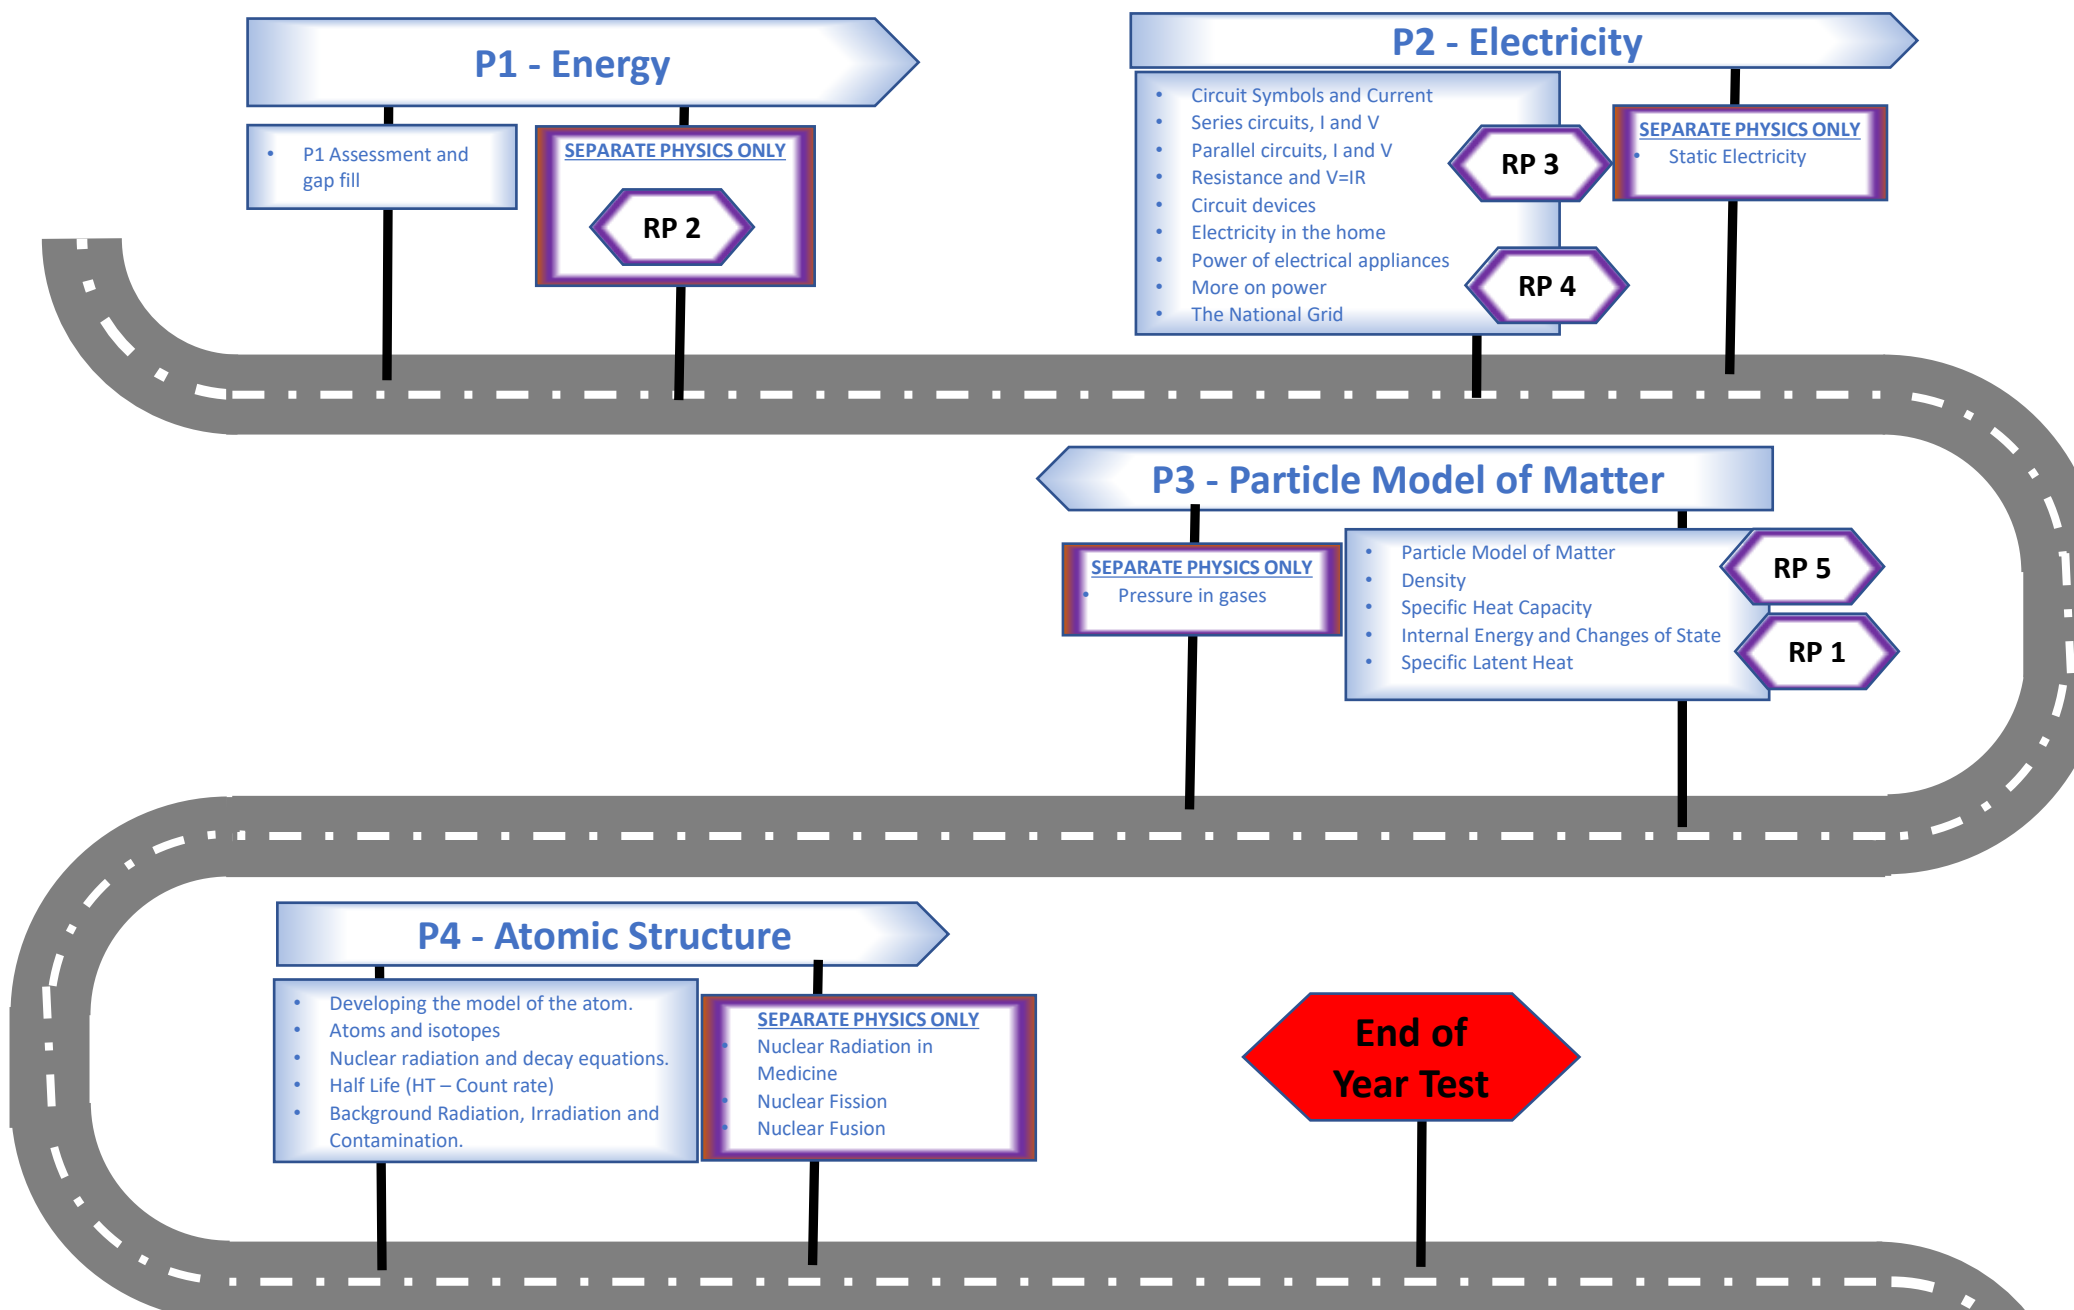 P1 - Energy
• P1 Assessment and
gap fill
SEPARATE PHYSICS ONLY
RP 2
P2 - Electricity
• Circuit Symbols and Current
• Series circuits, I and V
• Parallel circuits, I and V
• Resistance and V=IR
• Circuit devices
• Electricity in the home
• Power of electrical appliances
• More on power
• The National Grid
RP 3
RP 4
SEPARATE PHYSICS ONLY
• Static Electricity
P3 - Particle Model of Matter
SEPARATE PHYSICS ONLY
• Pressure in gases
• Particle Model of Matter
• Density
• Specific Heat Capacity
• Internal Energy and Changes of State
• Specific Latent Heat
RP 5
RP 1
P4 - Atomic Structure
• Developing the model of the atom.
• Atoms and isotopes
• Nuclear radiation and decay equations.
• Half Life (HT – Count rate)
• Background Radiation, Irradiation and
Contamination.
SEPARATE PHYSICS ONLY
• Nuclear Radiation in
Medicine
• Nuclear Fission
• Nuclear Fusion
End of
Year Test